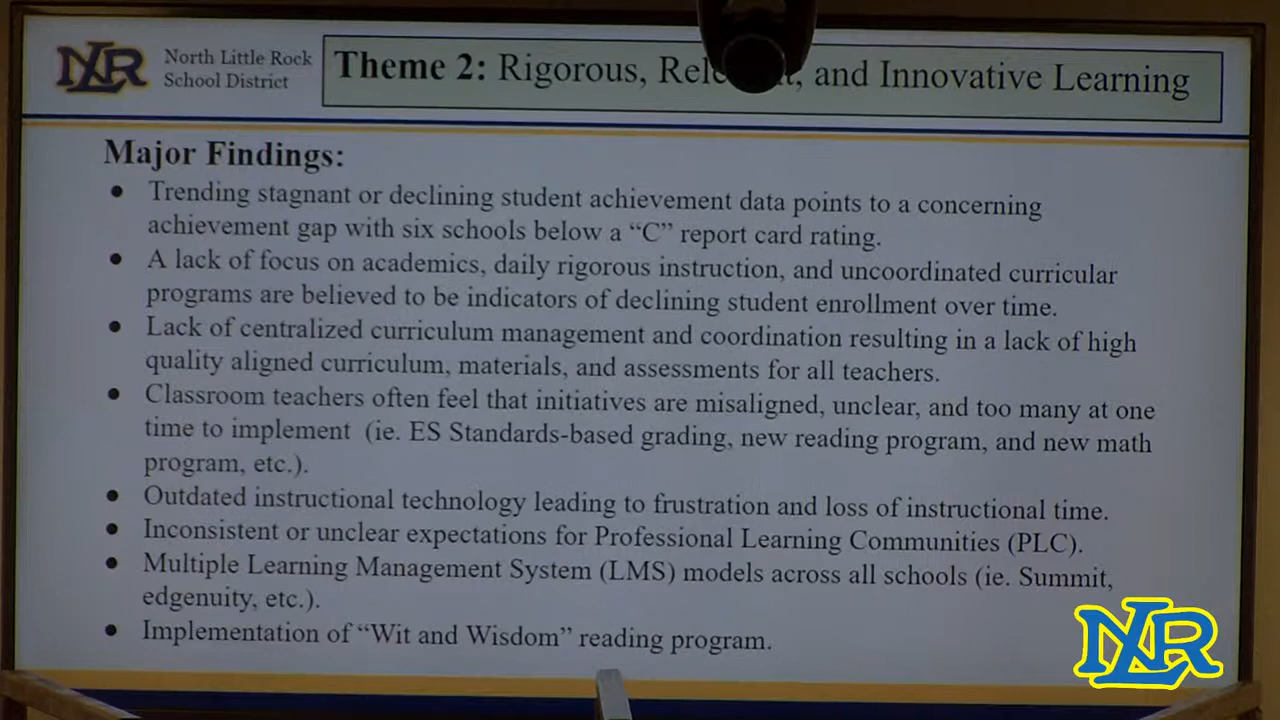 NLR
North Little Rock
School District
Theme 2: Rigorous, Rele t, and Innovative Learning
Major Findings:
● Trending stagnant or declining student achievement data points to a concerning
achievement gap with six schools below a “C” report card rating.
● A lack of focus on academics, daily rigorous instruction, and uncoordinated curricular
programs are believed to be indicators of declining student enrollment over time.
● Lack of centralized curriculum management and coordination resulting in a lack of high
quality aligned curriculum, materials, and assessments for all teachers.
● Classroom teachers often feel that initiatives are misaligned, unclear, and too many at one
time to implement (ie. ES Standards-based grading, new reading program, and new math
program, etc.).
● Outdated instructional technology leading to frustration and loss of instructional time.
● Inconsistent or unclear expectations for Professional Learning Communities (PLC).
● Multiple Learning Management System (LMS) models across all schools (ie. Summit,
edgenuity, etc.).
● Implementation of “Wit and Wisdom” reading program.
NLR